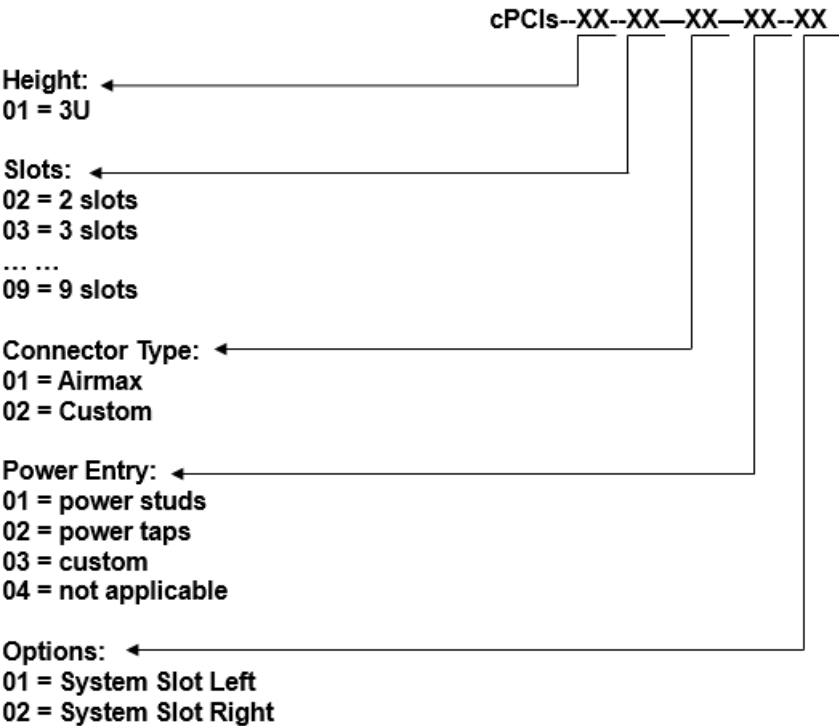 cPCIs--XX--XX—XX—XX--XX
Height:
01 = 3U
Slots:
02 = 2 slots
03 = 3 slots
... ...
09 = 9 slots
Connector Type:
01 = Airmax
02 = Custom
Power Entry:
01 = power studs
02 = power taps
03 = custom
04 = not applicable
Options:
01 = System Slot Left
02 = System Slot Right